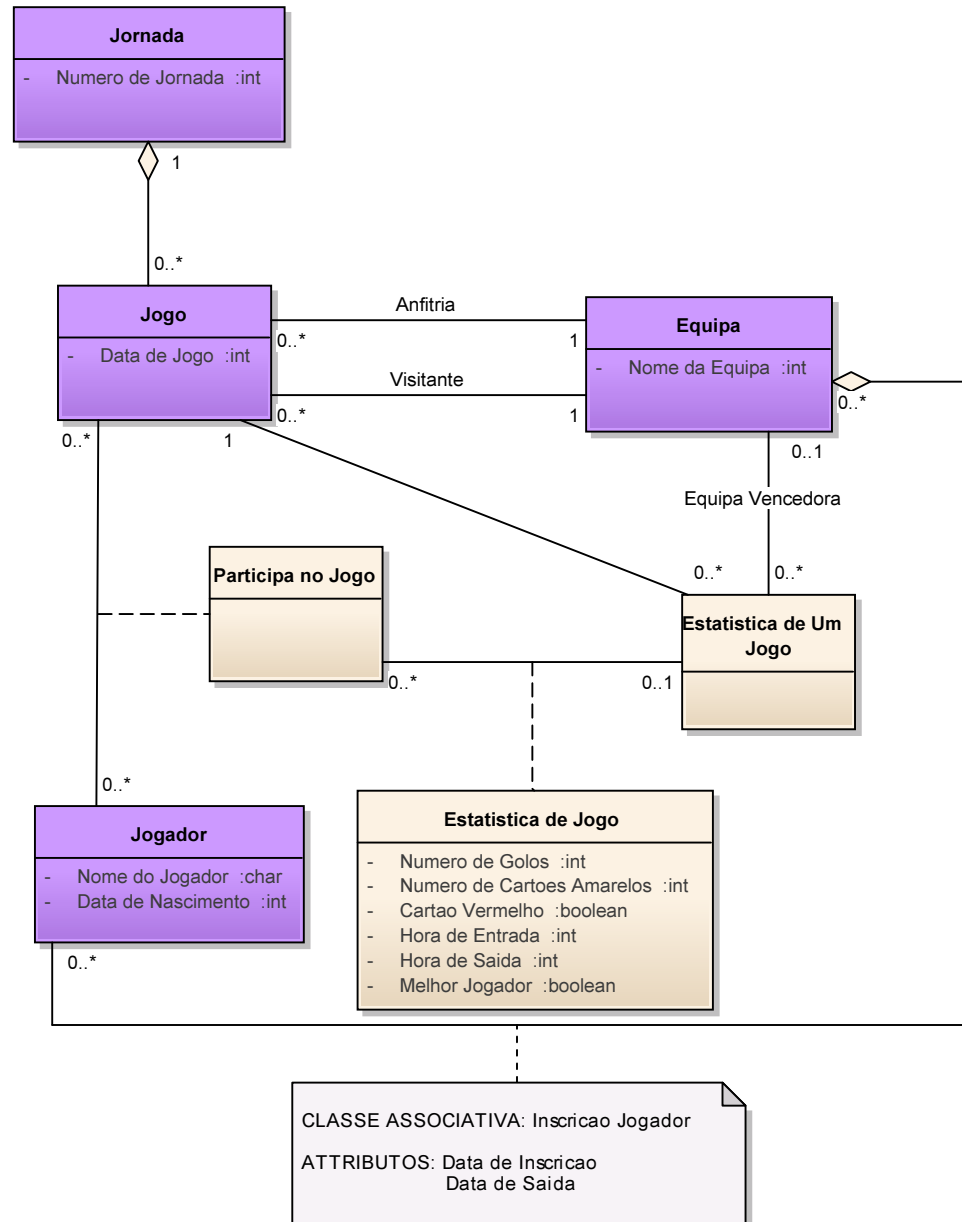 Jornada
- Numero de Jornada :int
1
0..*
Jogo
- Data de Jogo :int
Anfitria
0..*
1
Visitante
0..*
1
Equipa
- Nome da Equipa :int
0..*
0..*
1
0..1
Equipa Vencedora
0..*
0..*
Participa no Jogo
Estatistica de Um
Jogo
0..*
0..1
0..*
Jogador
- Nome do Jogador :char
- Data de Nascimento :int
0..*
Estatistica de Jogo
- Numero de Golos :int
- Numero de Cartoes Amarelos :int
- Cartao Vermelho :boolean
- Hora de Entrada :int
- Hora de Saida :int
- Melhor Jogador :boolean
CLASSE ASSOCIATIVA: Inscricao Jogador
ATTRIBUTOS: Data de Inscricao
Data de Saida